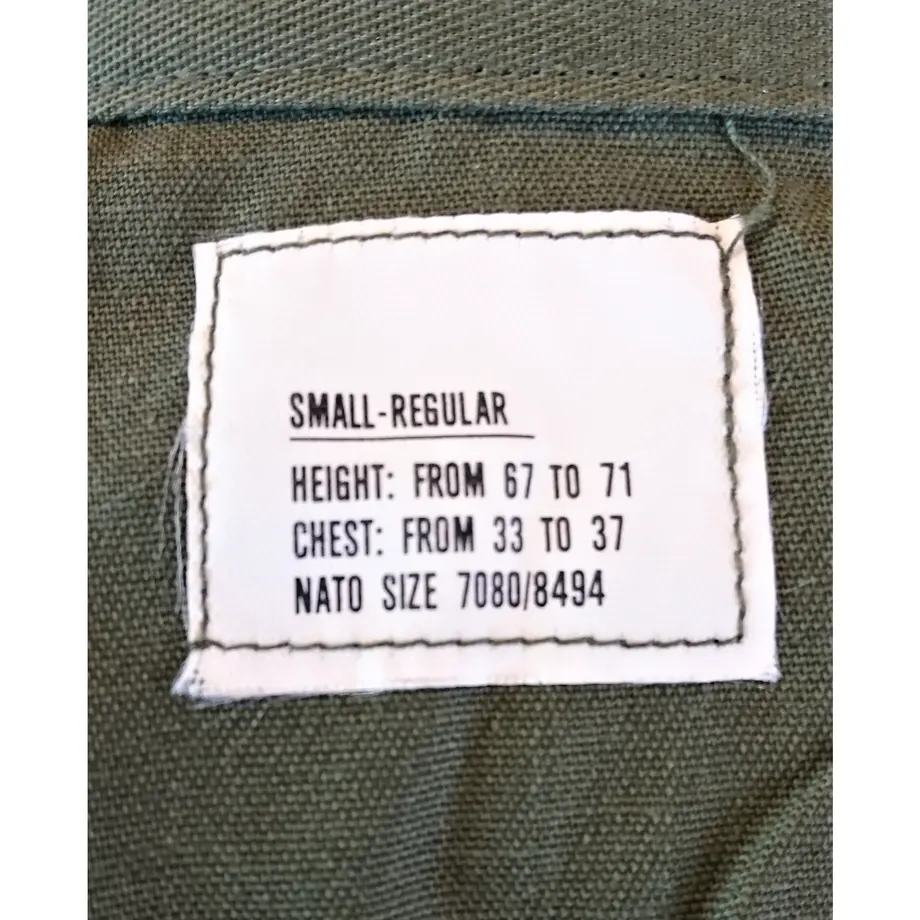 SMALL-REGULAR
HEIGHT: FROM 67 TO 71
CHEST: FROM 33 TO 37
NATO SIZE 7080/8494